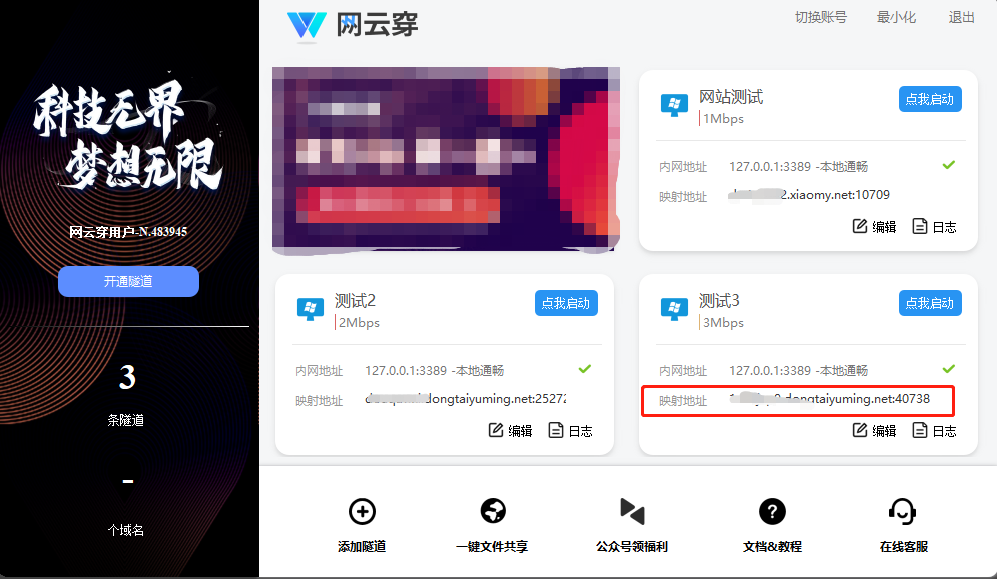 网云穿
切换账号 最小化 退出
科技无界
梦想无限
网云穿用户-N.483945
开通隧道
3
条隧道
-
个域名
网站测试
1Mbps
点我启动
内网地址 127.0.0.1:3389 -本地通畅
映射地址 2.xiaomy.net:10709
编辑 日志
测试2
2Mbps
点我启动
内网地址 127.0.0.1:3389 -本地通畅
映射地址 dongtaiyuming.net:25272
编辑 日志
测试3
3Mbps
点我启动
内网地址 127.0.0.1:3389 -本地通畅
映射地址 dongtaiyuming.net:40738
编辑 日志
添加隧道 一键文件共享 公众号领福利 文档&教程 在线客服